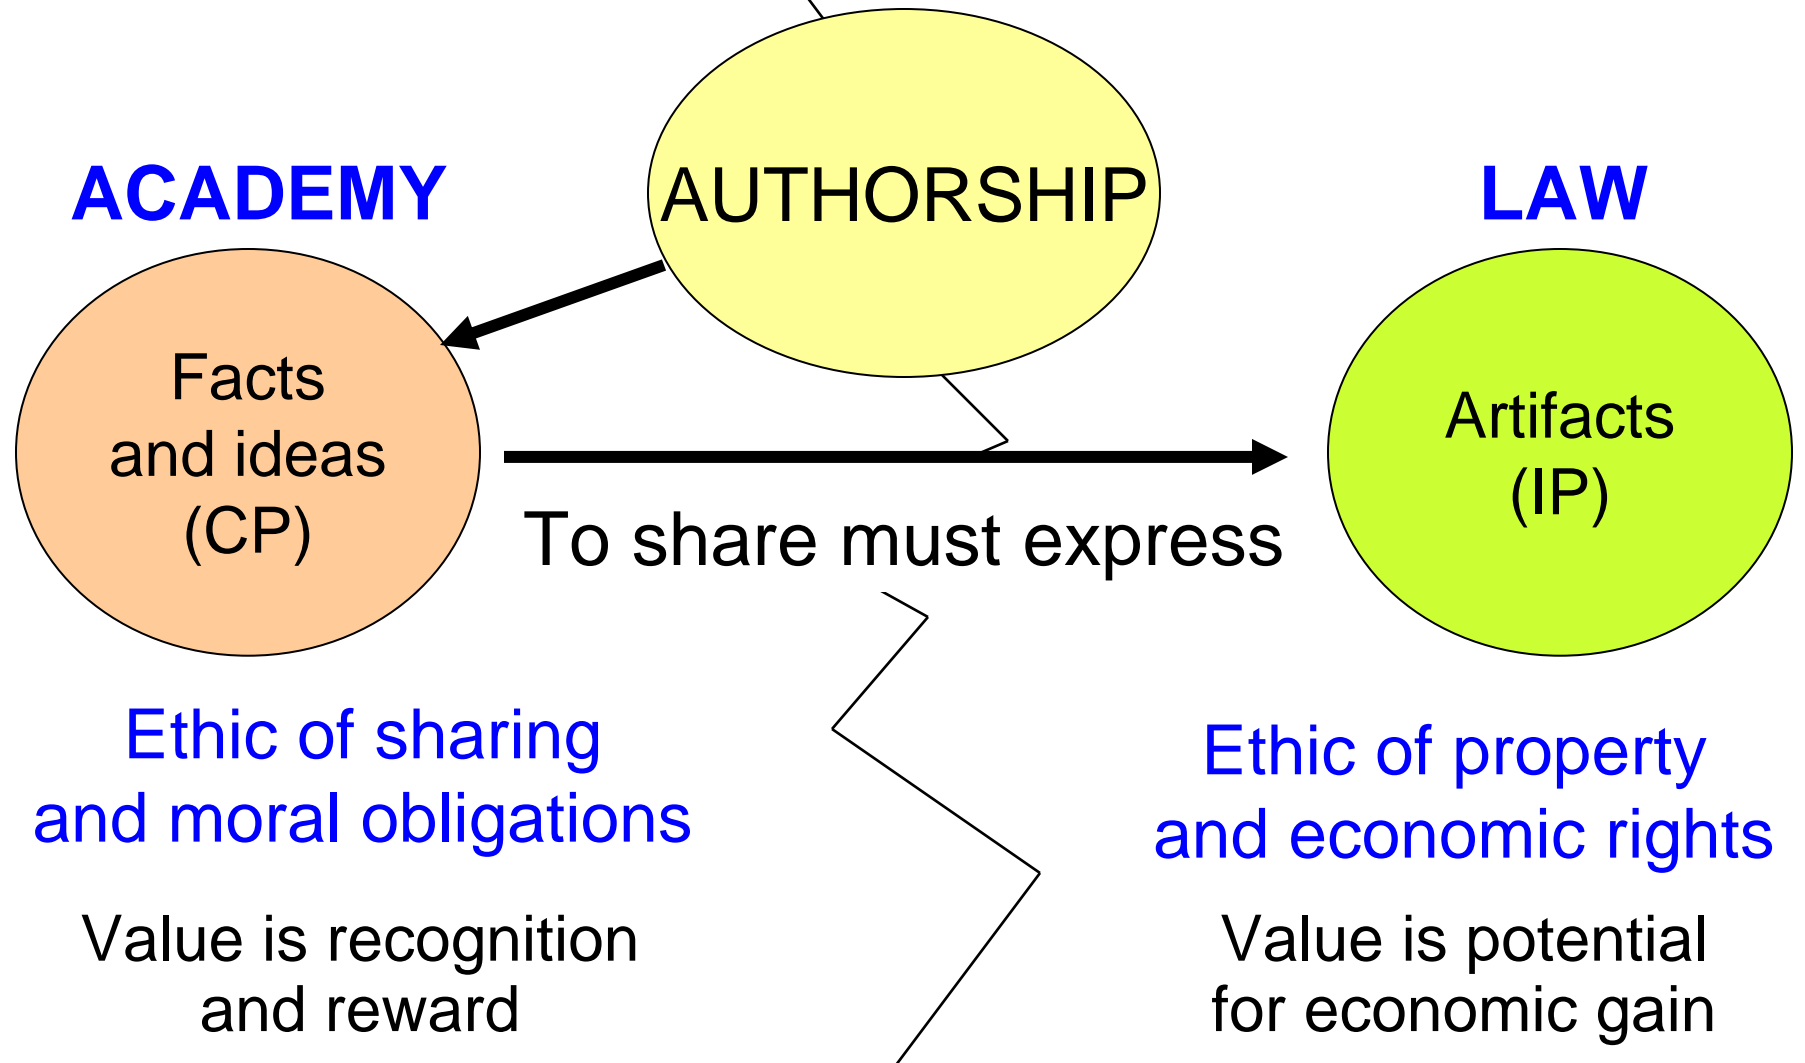 AUTHORSHIP
ACADEMY
LAW
Facts
and ideas
(CP)
Artifacts
(IP)
To share must express
Ethic of sharing
and moral obligations
Ethic of property
and economic rights
Value is recognition
and reward
Value is potential
for economic gain